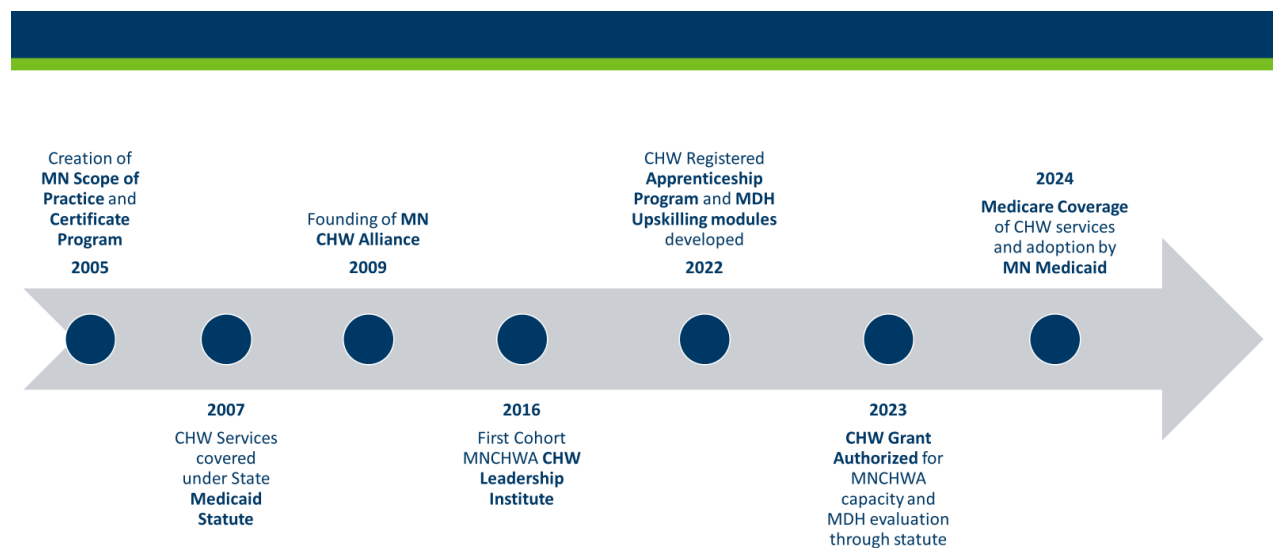 Creation of
MN Scope of
Practice and
Certificate
Program
2005
2007
CHW Services
covered
under State
Medicaid
Statute
Founding of MN
CHW Alliance
2009
2016
First Cohort
MNCHWA CHW
Leadership
Institute
CHW Registered
Apprenticeship
Program and MDH
Upskilling modules
developed
2022
2023
CHW Grant
Authorized for
MNCHWA
capacity and
MDH evaluation
through statute
2024
Medicare Coverage
of CHW services
and adoption by
MN Medicaid